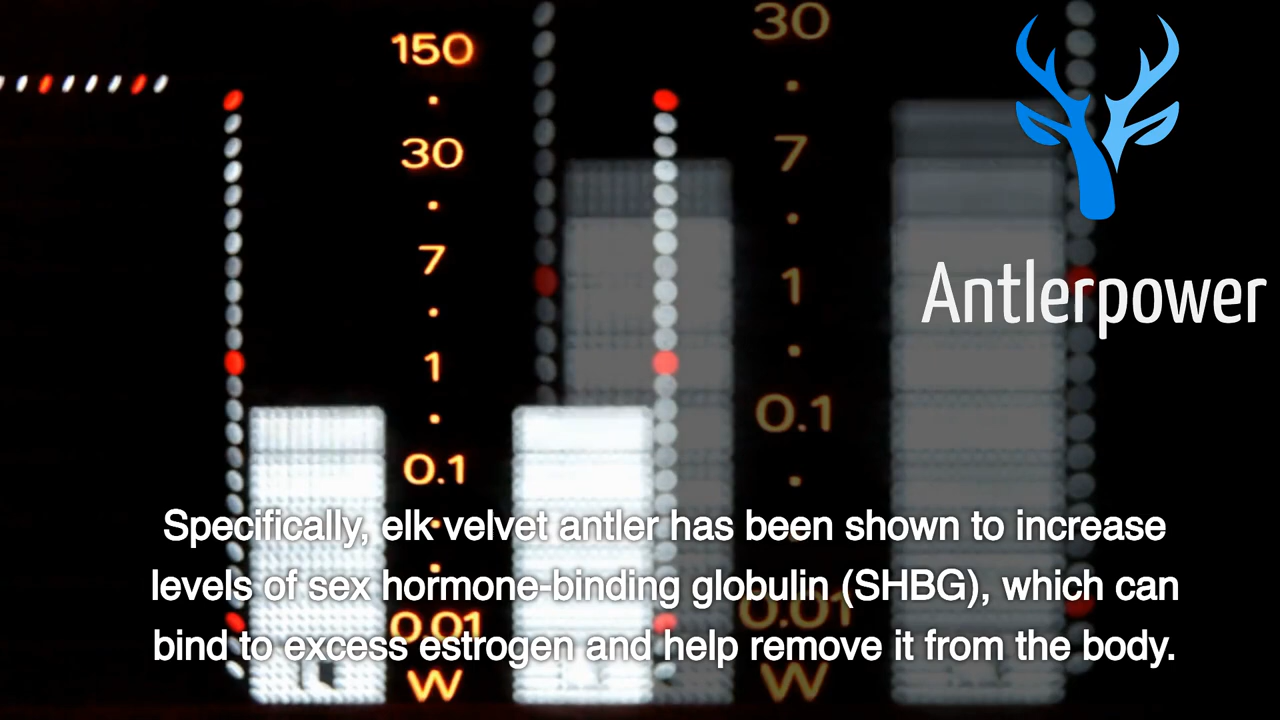 150
30
7
1
0.1
0.01
W
30
7
1
0.1
0.01
W
Antlerpower
Specifically, elk velvet antler has been shown to increase
levels of sex hormone-binding globulin (SHBG), which can
bind to excess estrogen and help remove it from the body.